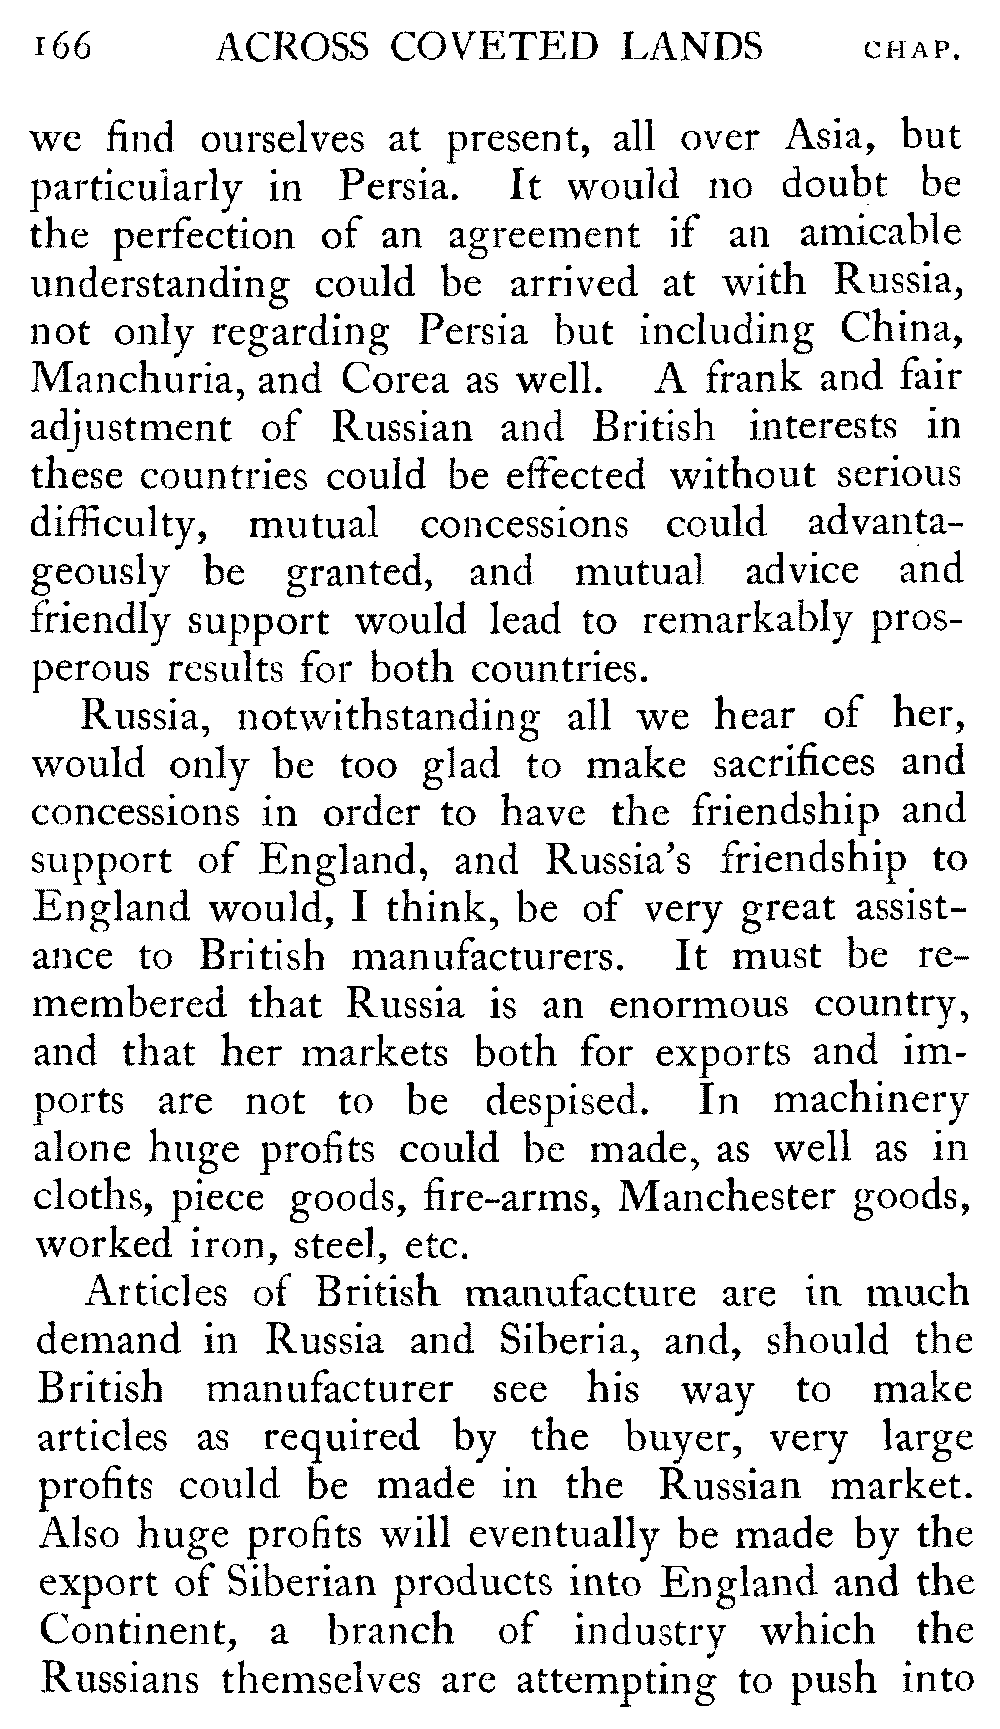 166 ACROSS COVETED LANDS CHAP.
we find ourselves at present, all over Asia, but
particularly in Persia. It would no doubt be
the perfection of an agreement if an amicable
understanding could be arrived at with Russia,
not only regarding Persia but including China,
Manchuria, and Corea as well. A frank and fair
adjustment of Russian and British interests in
these countries could be effected without serious
difficulty, mutual concessions could advanta-
geously be granted, and mutual advice and
friendly support would lead to remarkably pros-
perous results for both countries.
Russia, notwithstanding all we hear of her,
would only be too glad to make sacrifices and
concessions in order to have the friendship and
support of England, and Russia's friendship to
England would, I think, be of very great assist-
ance to British manufacturers. It must be re-
membered that Russia is an enormous country,
and that her markets both for exports and im-
ports are not to be despised. In machinery
alone huge profits could be made, as well as in
cloths, piece goods, fire-arms, Manchester goods,
worked iron, steel, etc.
Articles of British manufacture are in much
demand in Russia and Siberia, and, should the
British manufacturer see his way to make
articles as required by the buyer, very large
profits could be made in the Russian market.
Also huge profits will eventually be made by the
export of Siberian products into England and the
Continent, a branch of industry which the
Russians themselves are attempting to push into